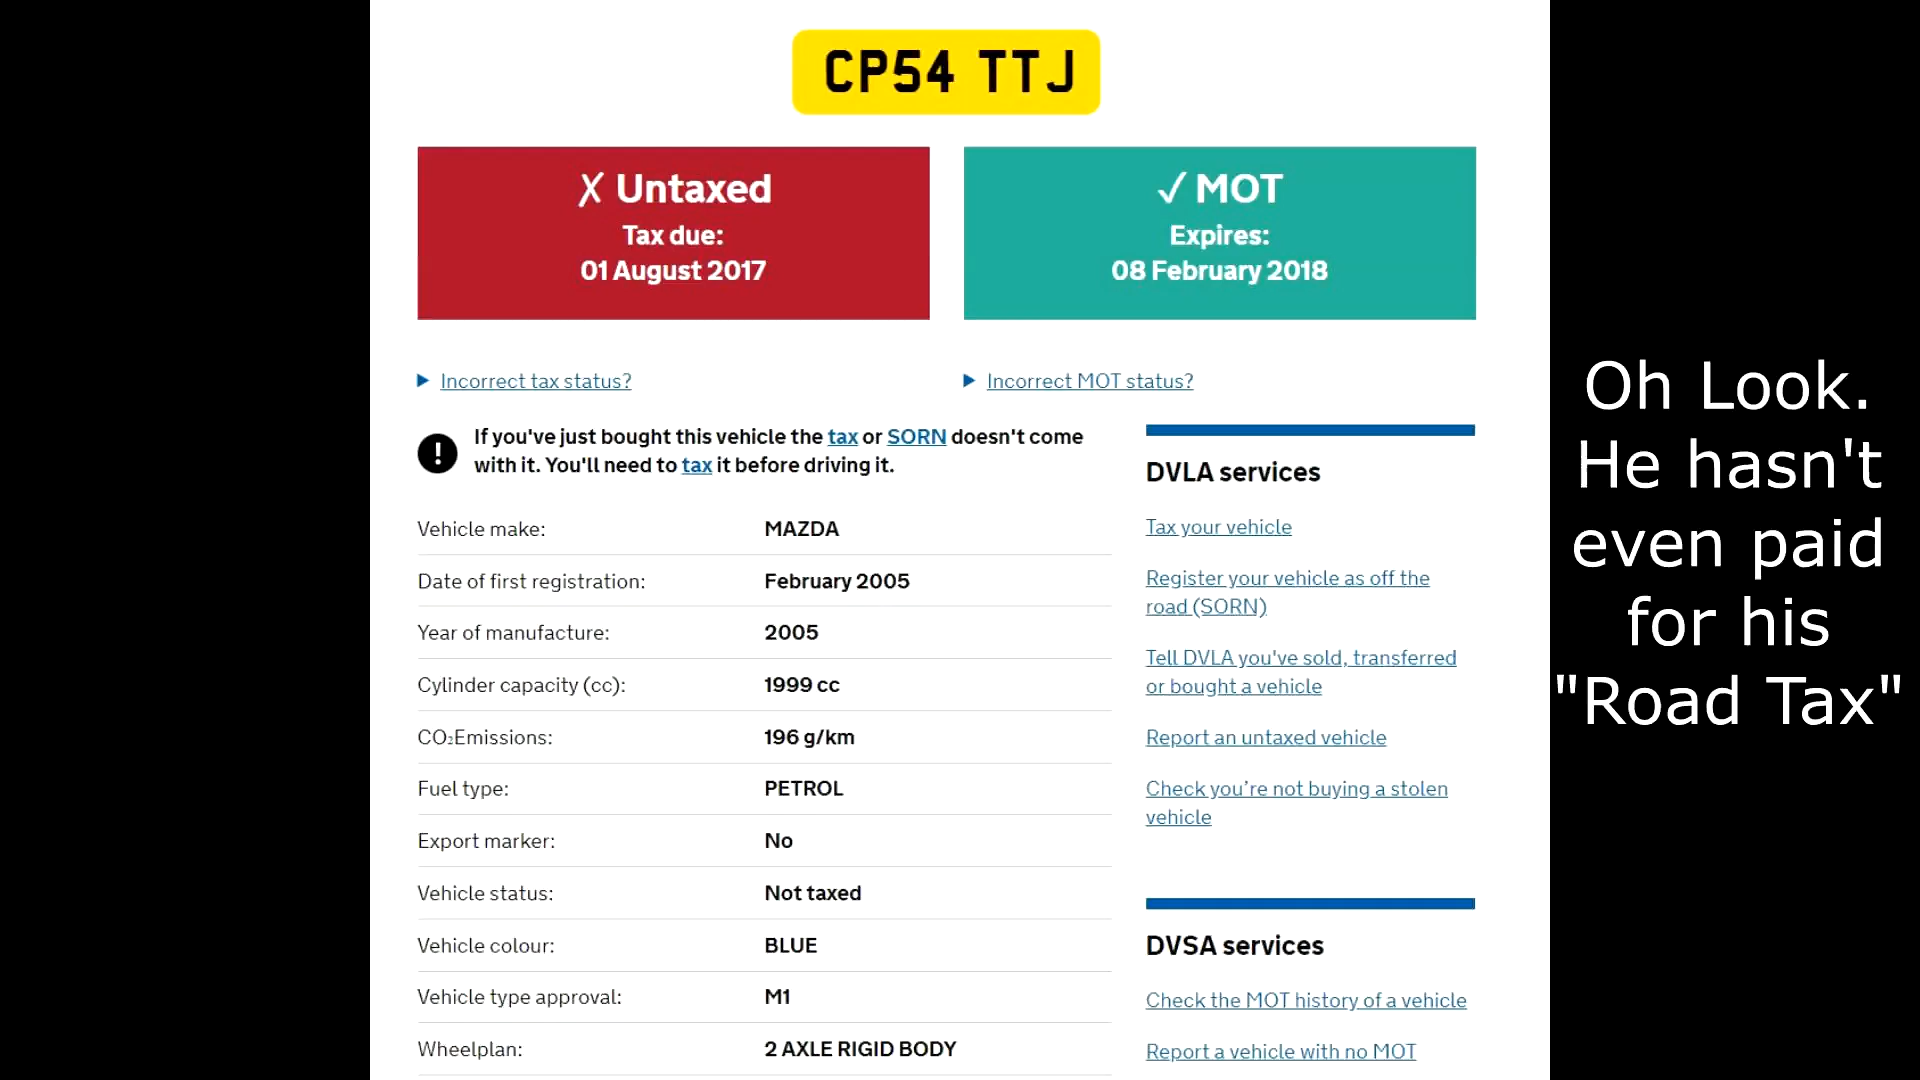 CP54 TTJ
✗ Untaxed
Tax due:
01 August 2017
✓ MOT
Expires:
08 February 2018
Incorrect tax status?
Incorrect MOT status?
If you've just bought this vehicle the tax or SORN doesn't come
with it. You'll need to tax it before driving it.
Vehicle make: MAZDA
Date of first registration: February 2005
Year of manufacture: 2005
Cylinder capacity (cc): 1999 cc
CO₂Emissions: 196 g/km
Fuel type: PETROL
Export marker: No
Vehicle status: Not taxed
Vehicle colour: BLUE
Vehicle type approval: M1
Wheelplan: 2 AXLE RIGID BODY
DVLA services
Tax your vehicle
Register your vehicle as off the
road (SORN)
Tell DVLA you've sold, transferred
or bought a vehicle
Report an untaxed vehicle
Check you’re not buying a stolen
vehicle
DVSA services
Check the MOT history of a vehicle
Report a vehicle with no MOT
Oh Look.
He hasn't
even paid
for his
"Road Tax"